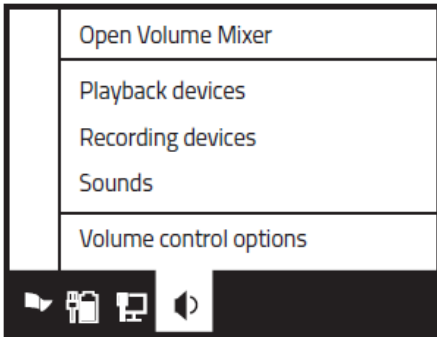 Open Volume Mixer
Playback devices
Recording devices
Sounds
Volume control options